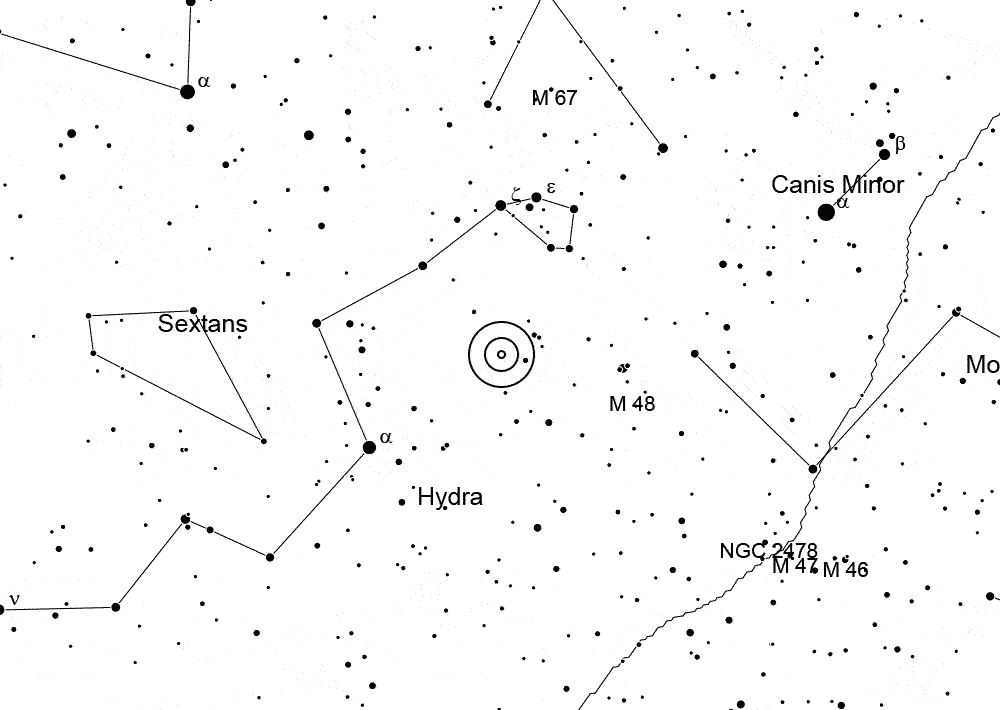 α
M 67
β
Canis Minor
α
ζ
ε
Sextans
Mo
M 48
α
Hydra
NGC 2478
M 47
M 46
ν